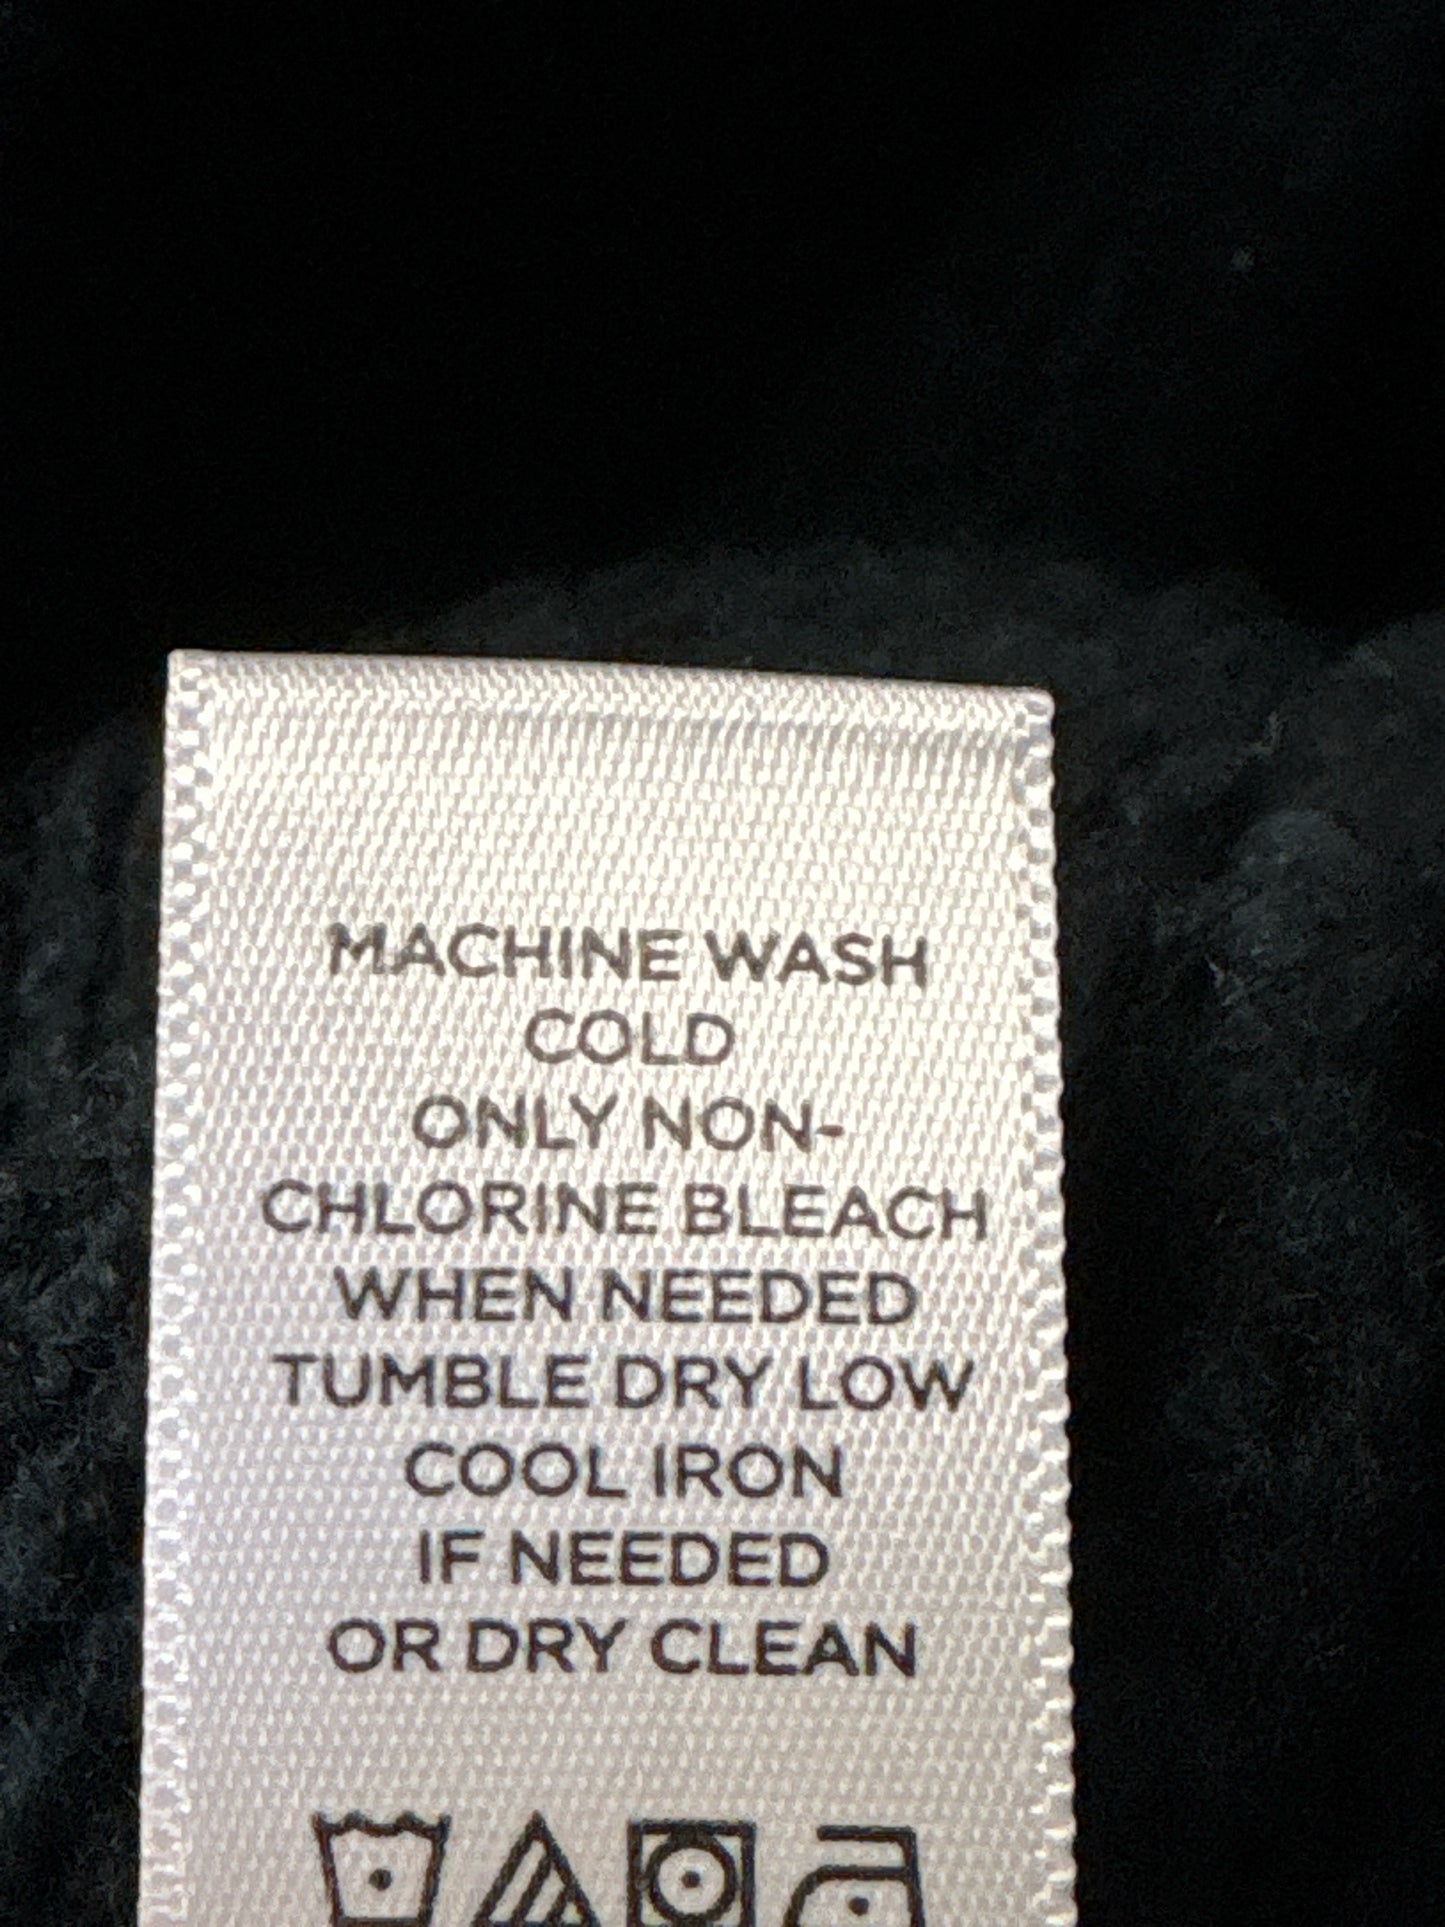 MACHINE WASH
COLD
ONLY NON-
CHLORINE BLEACH
WHEN NEEDED
TUMBLE DRY LOW
COOL IRON
IF NEEDED
OR DRY CLEAN